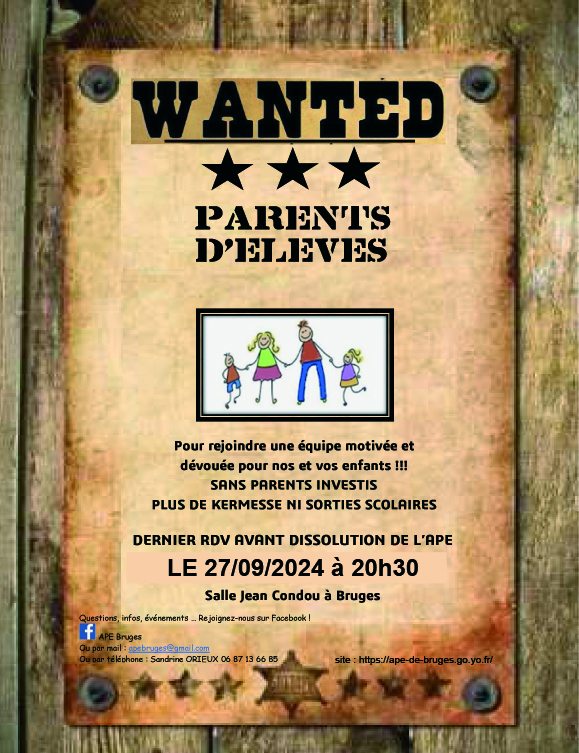 WANTED
PARENTS
D'ELEVES
Pour rejoindre une équipe motivée et
dévouée pour nos et vos enfants !!!
SANS PARENTS INVESTIS
PLUS DE KERMESSE NI SORTIES SCOLAIRES
DERNIER RDV AVANT DISSOLUTION DE L'APE
LE 27/09/2024 à 20h30
Salle Jean Condou à Bruges
Questions, infos, événements ... Rejoignez-nous sur Facebook !
APE Bruges
Ou par mail : apebruges@gmail.com
Ou par téléphone : Sandrine ORIEUX 06 87 13 66 85
site : https://ape-de-bruges.go.yo.fr/